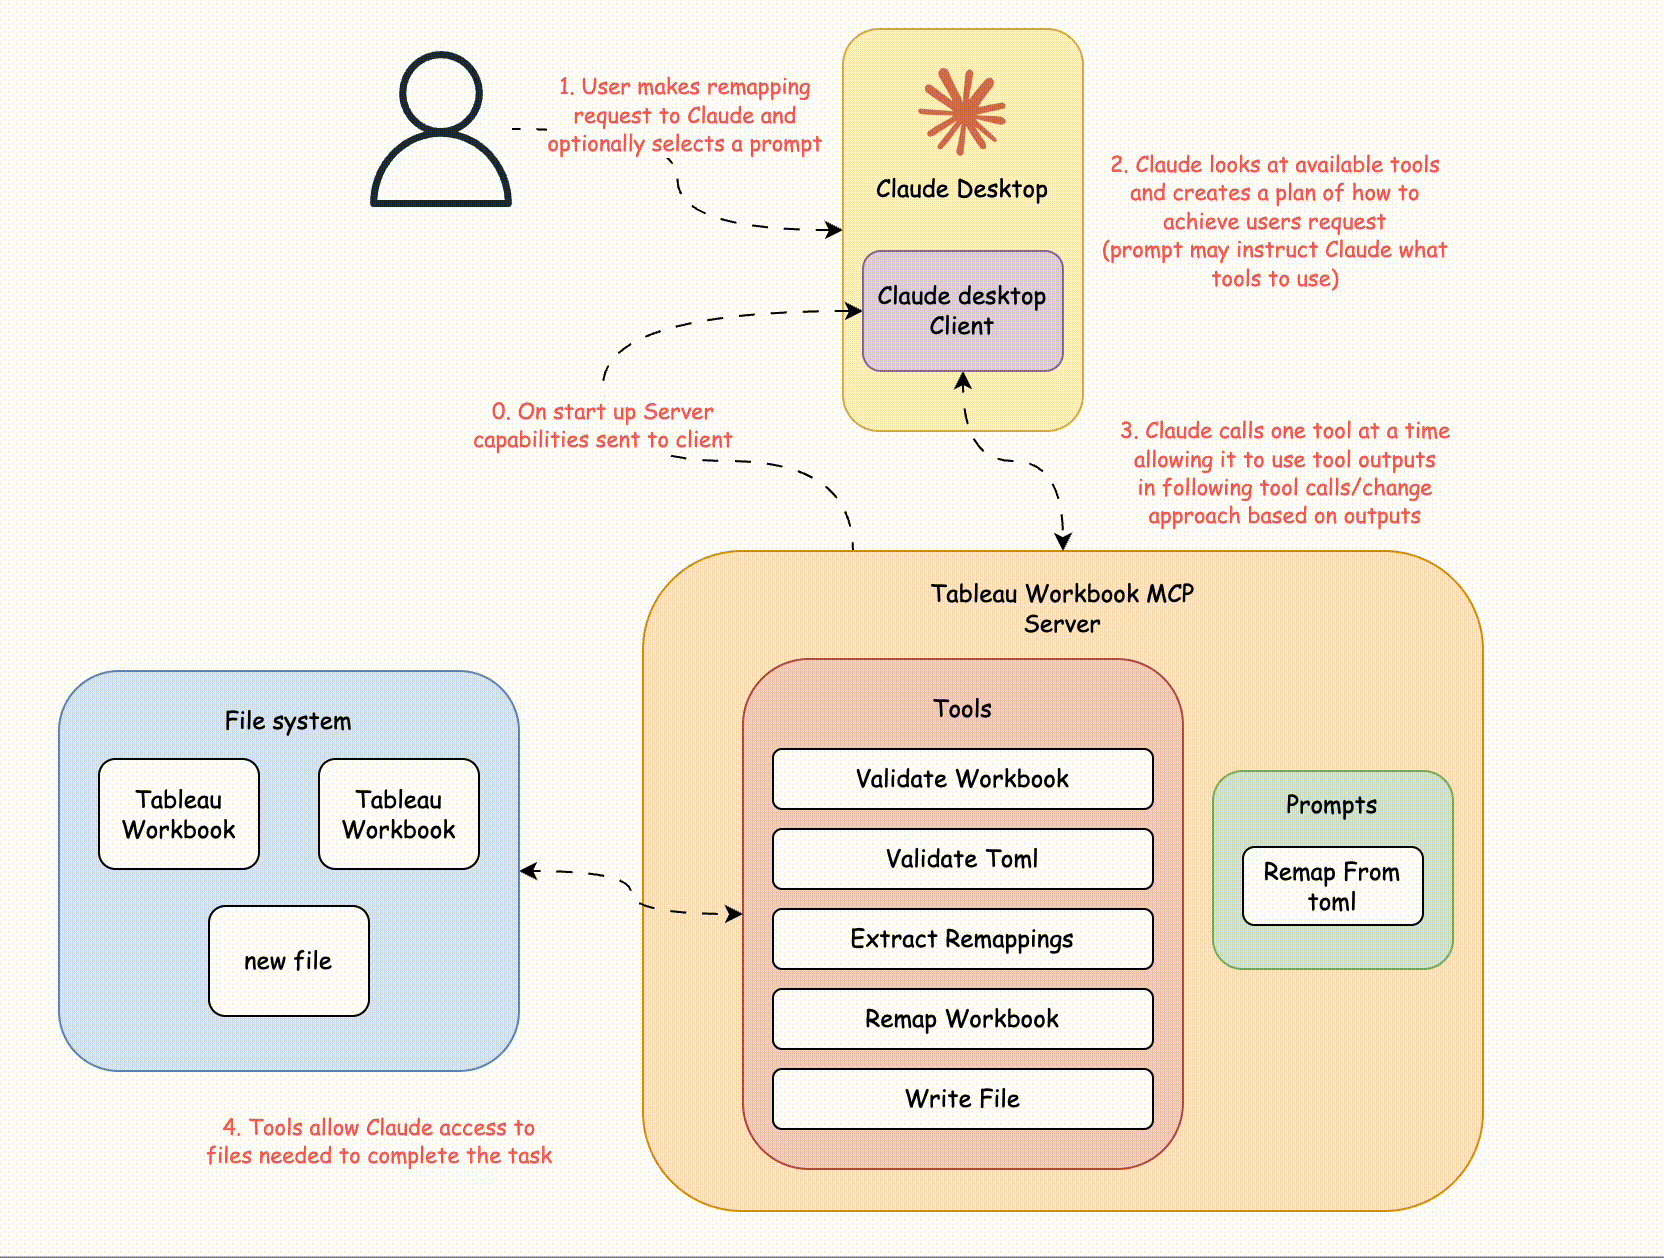 1. User makes remapping
request to Claude and
optionally selects a prompt
Claude Desktop
2. Claude looks at available tools
and creates a plan of how to
achieve users request
(prompt may instruct Claude what
tools to use)
Claude desktop
Client
0. On start up Server
capabilities sent to client
3. Claude calls one tool at a time
allowing it to use tool outputs
in following tool calls/change
approach based on outputs
Tableau Workbook MCP
Server
Tools
Validate Workbook
Validate Toml
Extract Remappings
Remap Workbook
Write File
Prompts
Remap From
toml
File system
Tableau
Workbook
Tableau
Workbook
new file
4. Tools allow Claude access to
files needed to complete the task